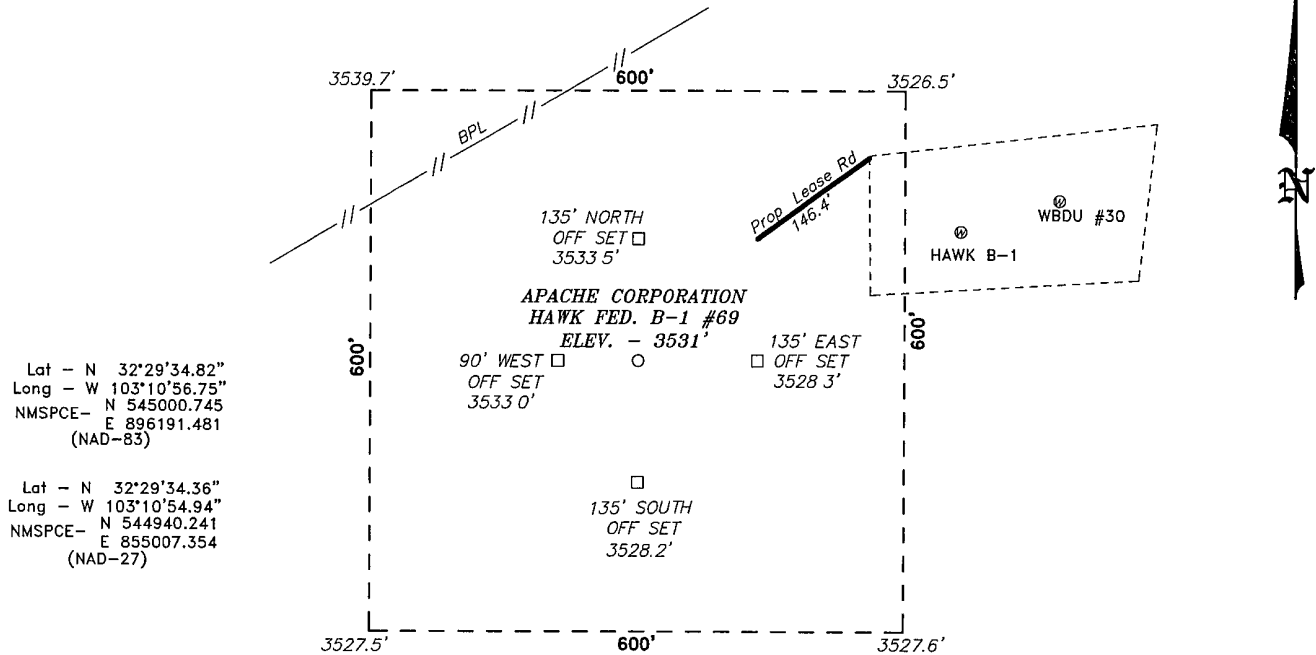 3539.7'
600'
3526.5'
BPL
Prop Lease Rd
146.4'
N
135' NORTH
OFF SET
3533 5'
WBDU #30
HAWK B-1
APACHE CORPORATION
HAWK FED. B-1 #69
ELEV. - 3531'
600'
90' WEST
OFF SET
3533 0'
135' EAST
OFF SET
3528 3'
600'
Lat - N 32°29'34.82"
Long - W 103°10'56.75"
NMSPCE- N 545000.745
E 896191.481
(NAD-83)
Lat - N 32°29'34.36"
Long - W 103°10'54.94"
NMSPCE- N 544940.241
E 855007.354
(NAD-27)
135' SOUTH
OFF SET
3528.2'
3527.5'
600'
3527.6'